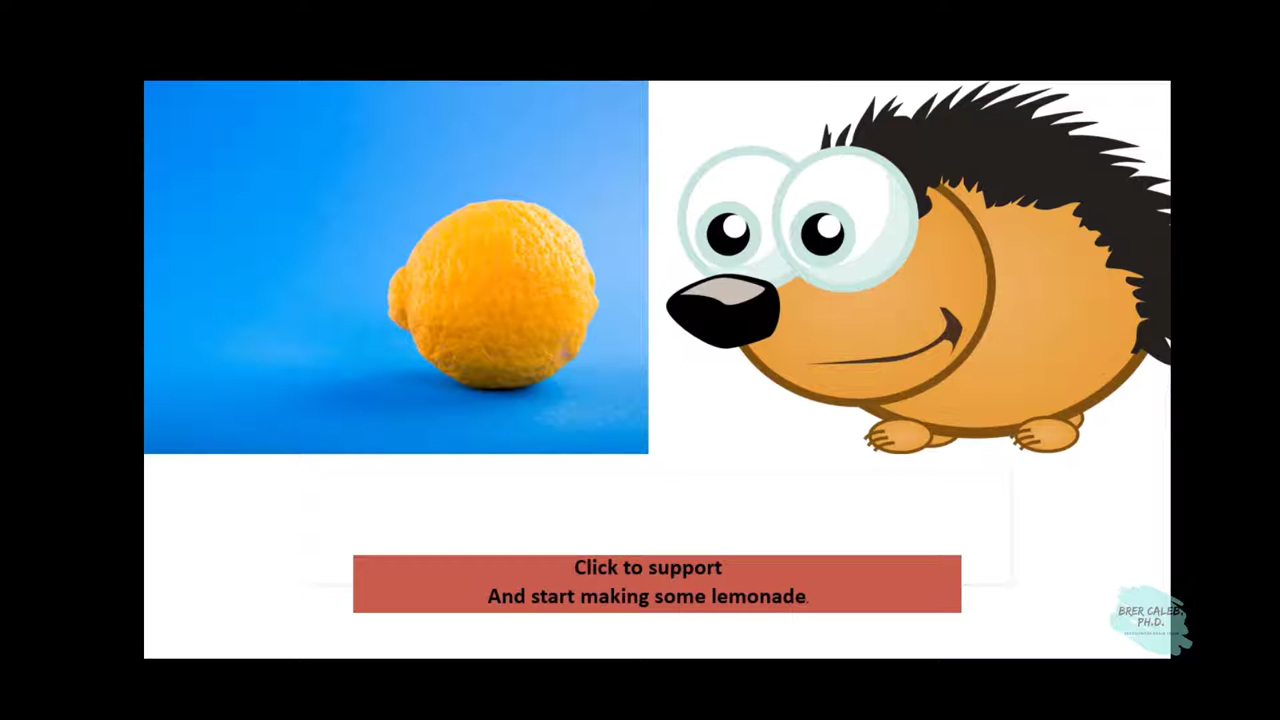 Click to support
And start making some lemonade.
BRER CALEB,
PH.D.